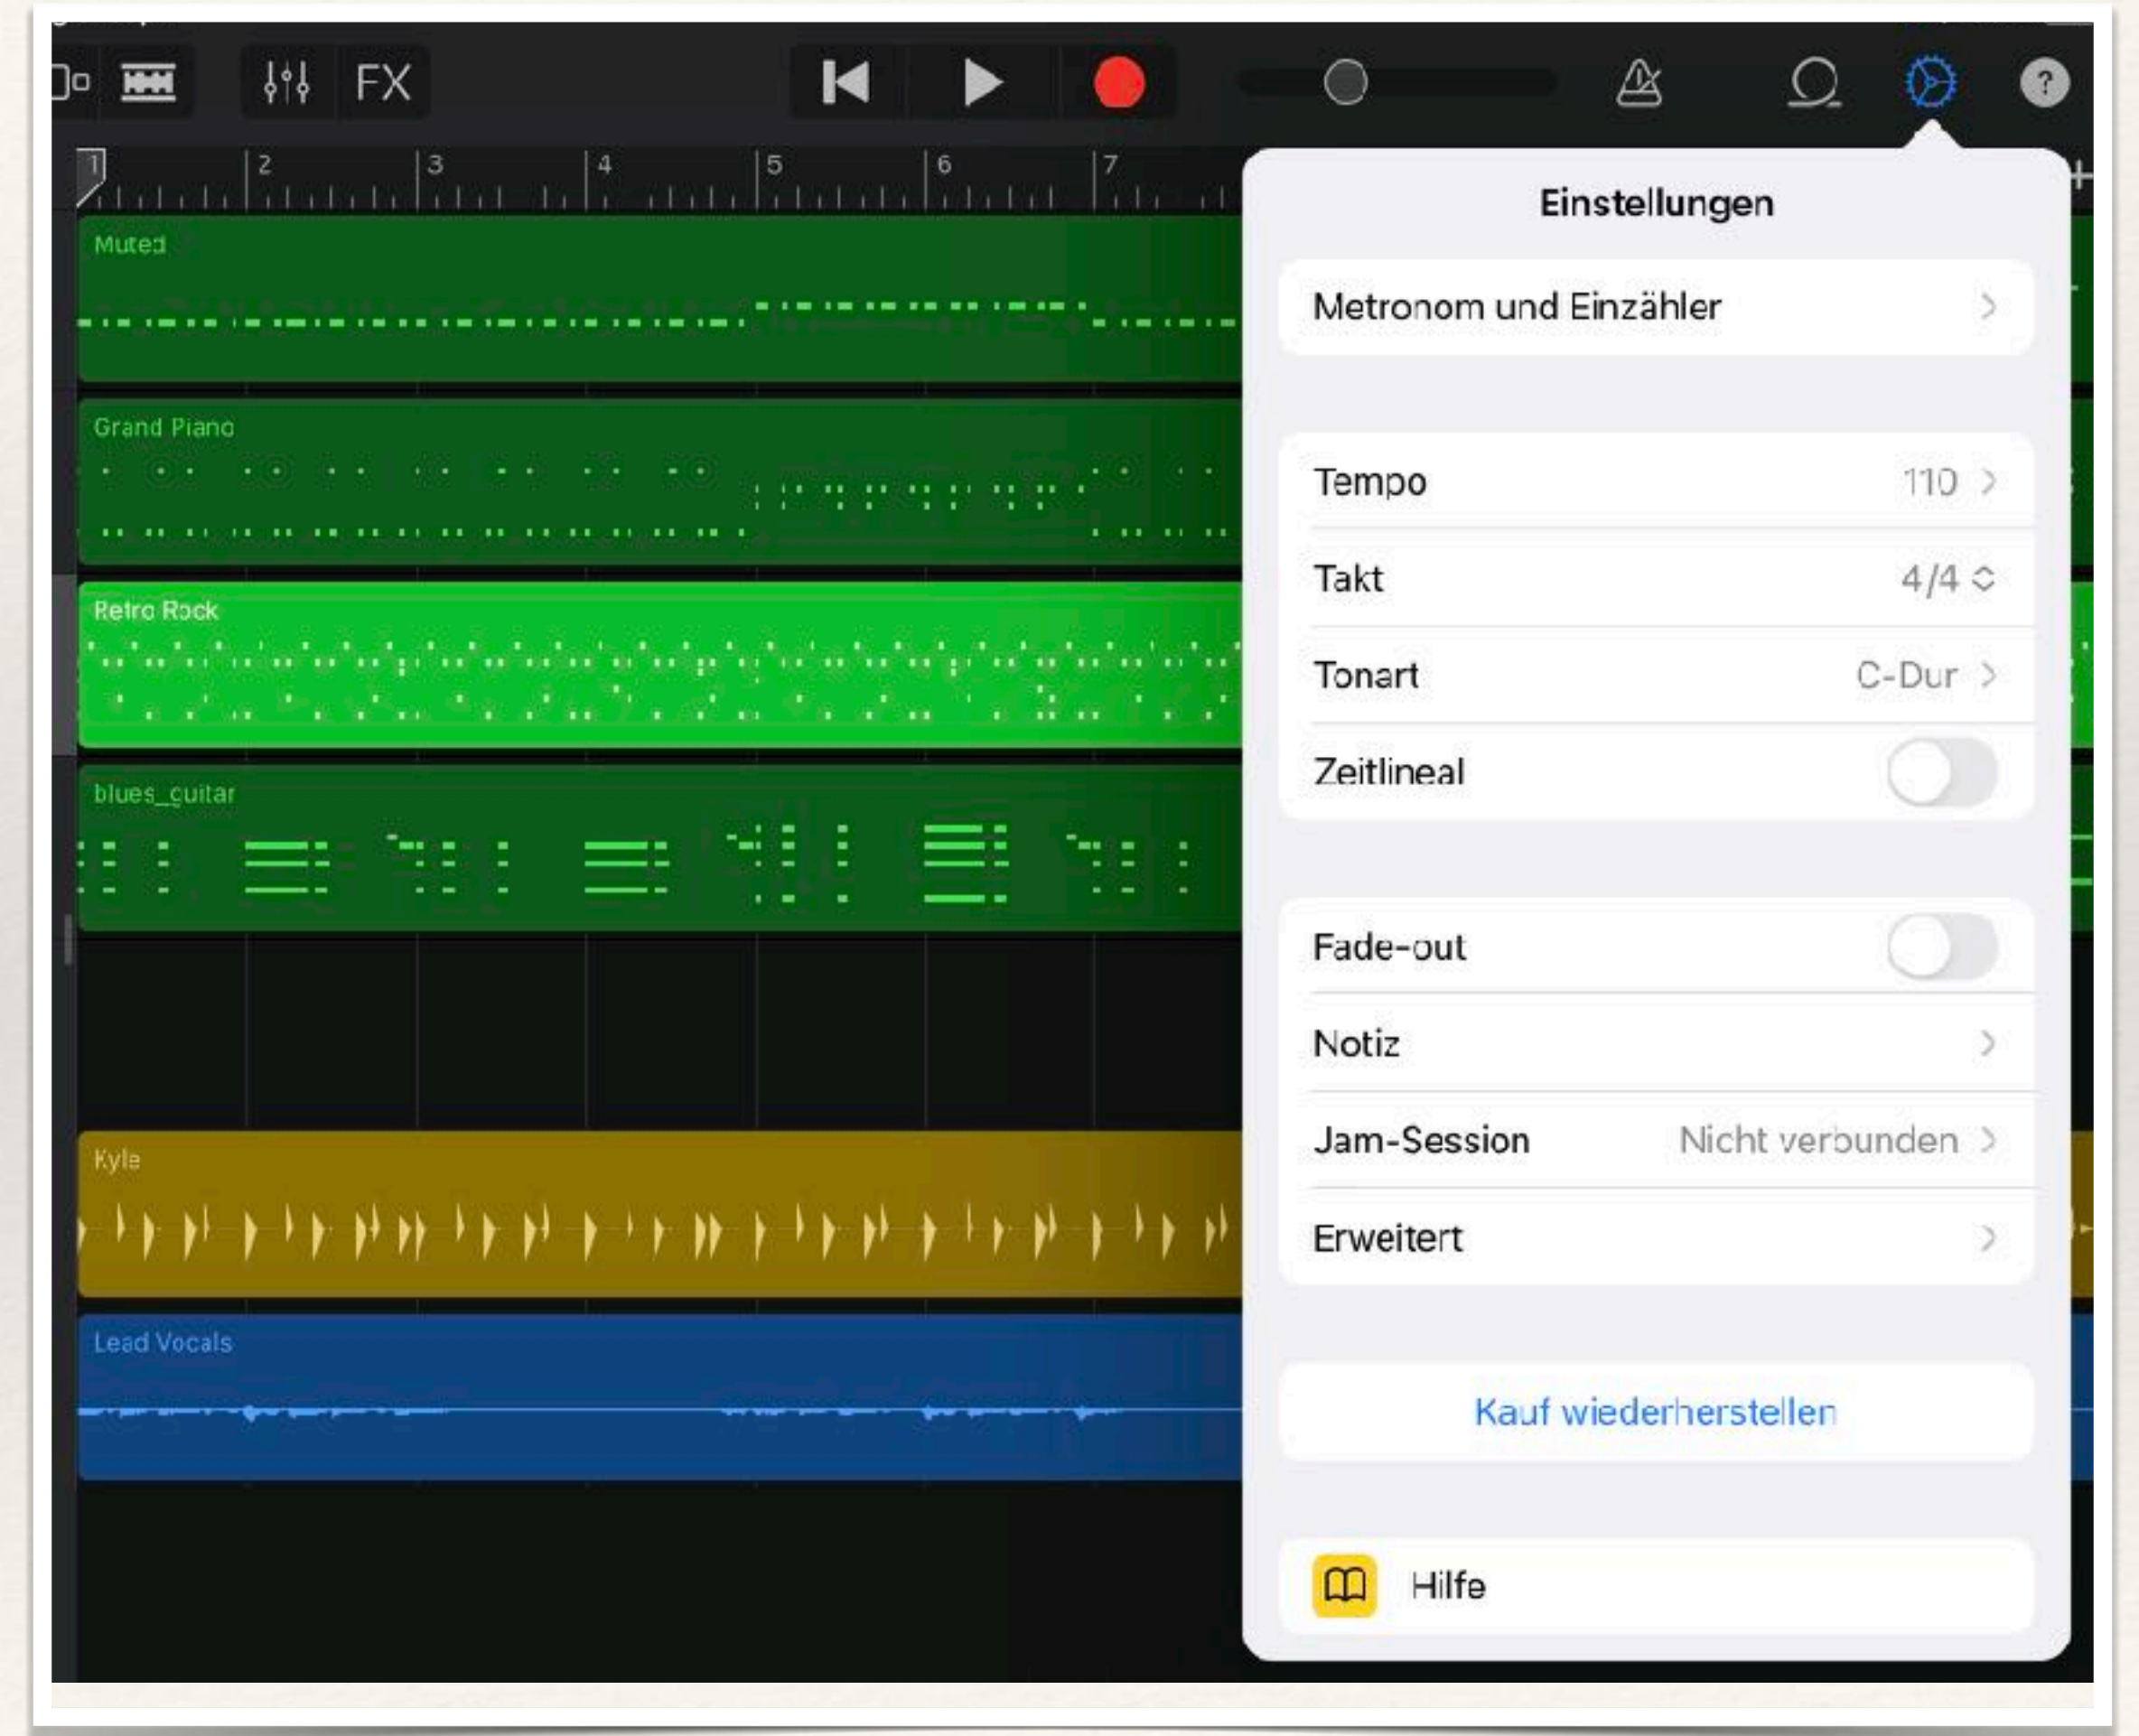 FX
?
1 2 3 4 5 6 7
Muted
Grand Piano
Retro Rock
blues_guitar
Kyle
Lead Vocals
Einstellungen
Metronom und Einzähler
Tempo 110
Takt 4/4
Tonart C-Dur
Zeitlineal
Fade-out
Notiz
Jam-Session Nicht verbunden
Erweitert
Kauf wiederherstellen
Hilfe